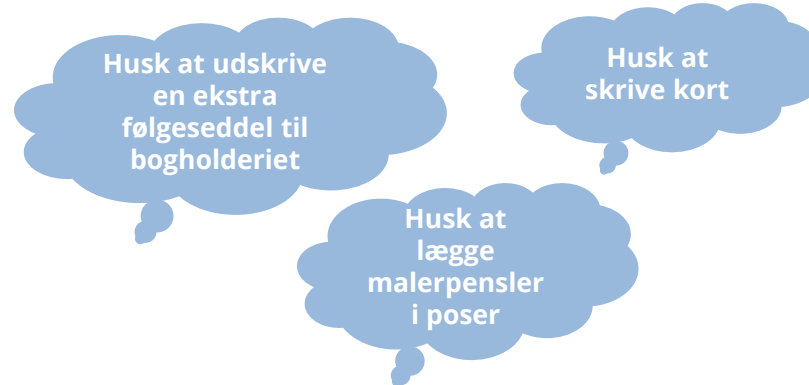 Husk at udskrive
en ekstra
følgeseddel til
bogholderiet
Husk at
skrive kort
Husk at
lægge
malerpensler
i poser